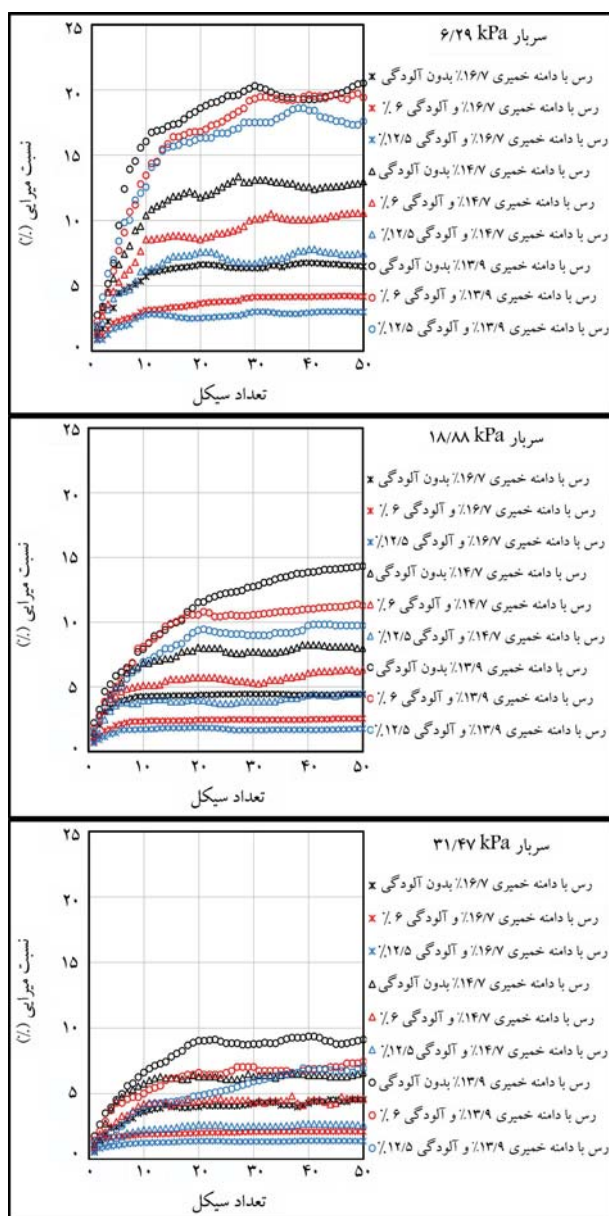 سربار ۶/۲۹ kPa
رس با دامنه خمیری ۱۶/۷٪ بدون آلودگی
رس با دامنه خمیری ۱۶/۷٪ و آلودگی ۶ ٪
رس با دامنه خمیری ۱۶/۷٪ و آلودگی ۱۲/۵٪
رس با دامنه خمیری ۱۴/۷٪ بدون آلودگی
رس با دامنه خمیری ۱۴/۷٪ و آلودگی ۶ ٪
رس با دامنه خمیری ۱۴/۷٪ و آلودگی ۱۲/۵٪
رس با دامنه خمیری ۱۳/۹٪ بدون آلودگی
رس با دامنه خمیری ۱۳/۹٪ و آلودگی ۶ ٪
رس با دامنه خمیری ۱۳/۹٪ و آلودگی ۱۲/۵٪
نسبت میرایی (٪)
۲۵
۲۰
۱۵
۱۰
۵
۰
۰ ۱۰ ۲۰ ۳۰ ۴۰ ۵۰
تعداد سیکل
سربار ۱۸/۸۸ kPa
رس با دامنه خمیری ۱۶/۷٪ بدون آلودگی
رس با دامنه خمیری ۱۶/۷٪ و آلودگی ۶ ٪
رس با دامنه خمیری ۱۶/۷٪ و آلودگی ۱۲/۵٪
رس با دامنه خمیری ۱۴/۷٪ بدون آلودگی
رس با دامنه خمیری ۱۴/۷٪ و آلودگی ۶ ٪
رس با دامنه خمیری ۱۴/۷٪ و آلودگی ۱۲/۵٪
رس با دامنه خمیری ۱۳/۹٪ بدون آلودگی
رس با دامنه خمیری ۱۳/۹٪ و آلودگی ۶ ٪
رس با دامنه خمیری ۱۳/۹٪ و آلودگی ۱۲/۵٪
نسبت میرایی (٪)
۲۵
۲۰
۱۵
۱۰
۵
۰
۰ ۱۰ ۲۰ ۳۰ ۴۰ ۵۰
تعداد سیکل
سربار ۳۱/۴۷ kPa
رس با دامنه خمیری ۱۶/۷٪ بدون آلودگی
رس با دامنه خمیری ۱۶/۷٪ و آلودگی ۶ ٪
رس با دامنه خمیری ۱۶/۷٪ و آلودگی ۱۲/۵٪
رس با دامنه خمیری ۱۴/۷٪ بدون آلودگی
رس با دامنه خمیری ۱۴/۷٪ و آلودگی ۶ ٪
رس با دامنه خمیری ۱۴/۷٪ و آلودگی ۱۲/۵٪
رس با دامنه خمیری ۱۳/۹٪ بدون آلودگی
رس با دامنه خمیری ۱۳/۹٪ و آلودگی ۶ ٪
رس با دامنه خمیری ۱۳/۹٪ و آلودگی ۱۲/۵٪
نسبت میرایی (٪)
۲۵
۲۰
۱۵
۱۰
۵
۰
۰ ۱۰ ۲۰ ۳۰ ۴۰ ۵۰
تعداد سیکل